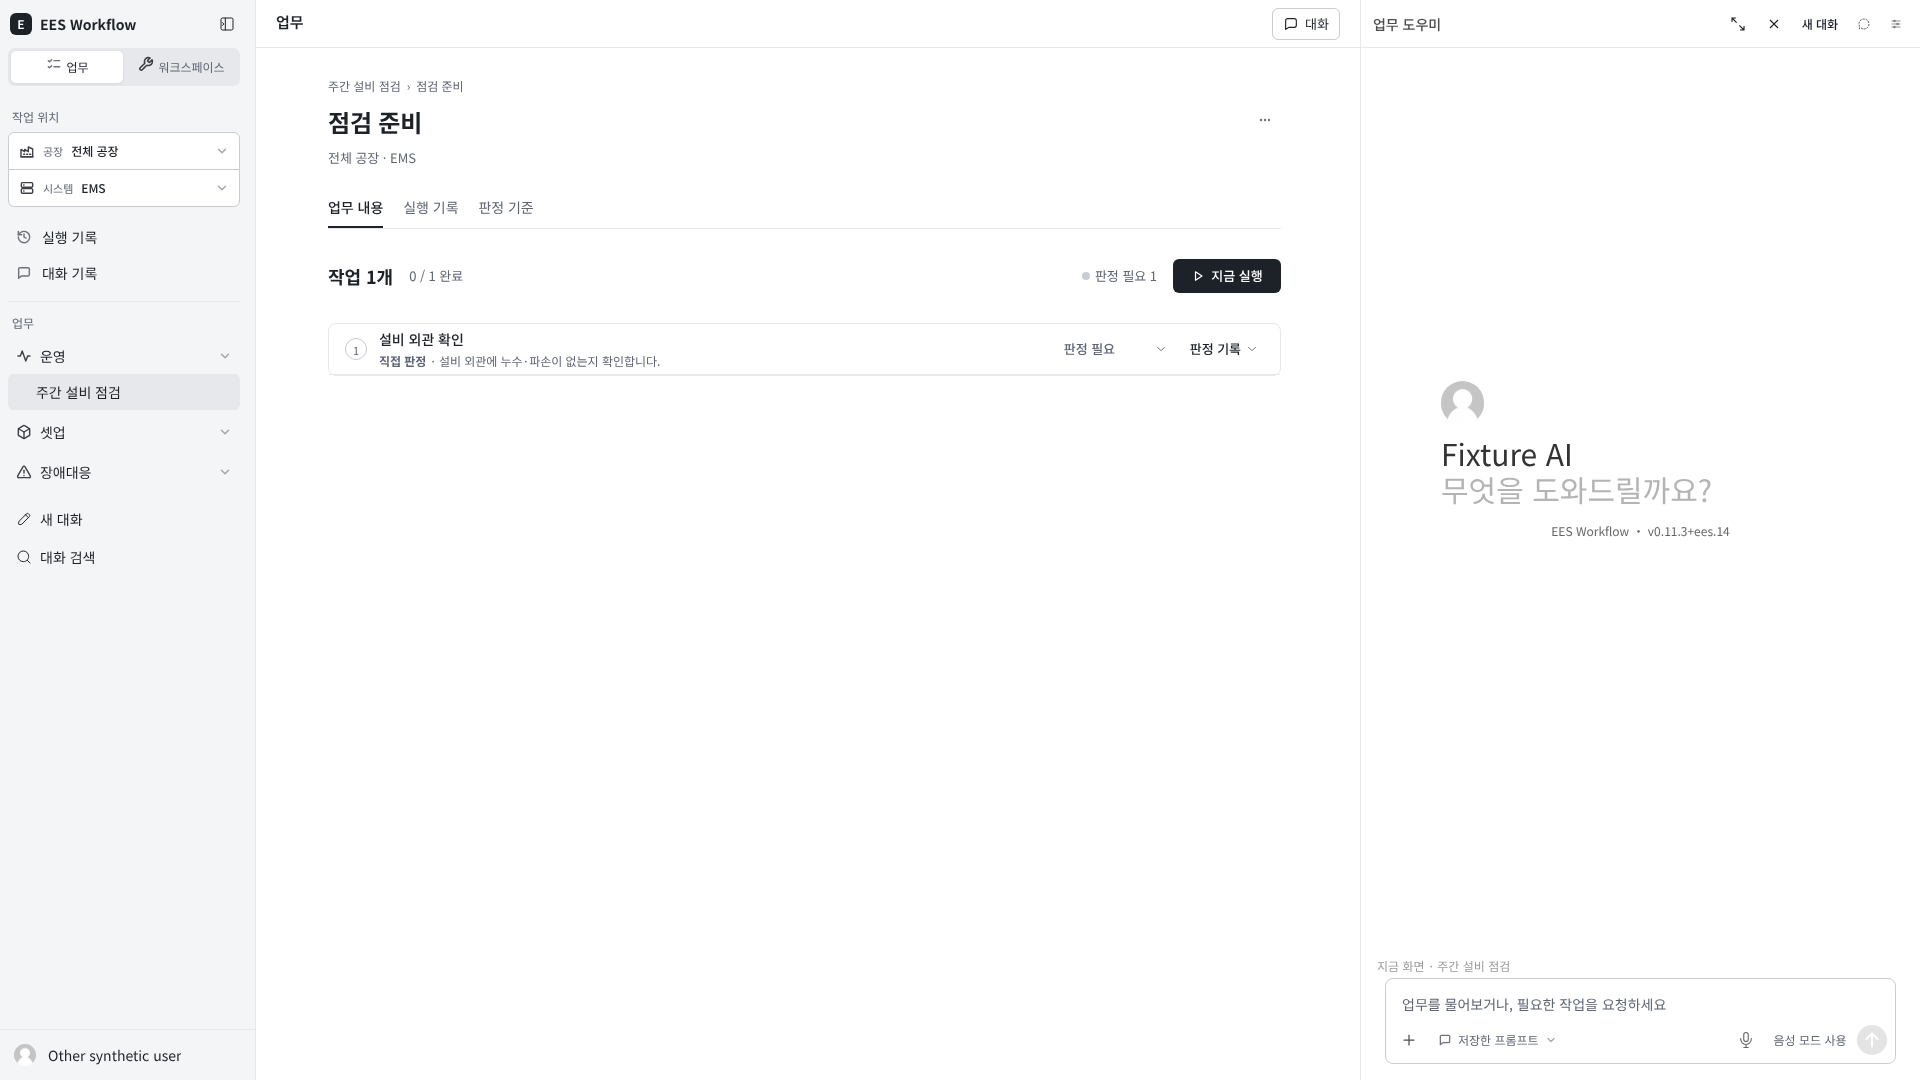 E EES Workflow
업무
워크스페이스
작업 위치
공장 전체 공장
시스템 EMS
실행 기록
대화 기록
업무
운영
주간 설비 점검
셋업
장애대응
새 대화
대화 검색
Other synthetic user
업무
대화
주간 설비 점검 › 점검 준비
점검 준비
...
전체 공장 · EMS
업무 내용 실행 기록 판정 기준
작업 1개 0 / 1 완료
판정 필요 1
지금 실행
1
설비 외관 확인
직접 판정 · 설비 외관에 누수·파손이 없는지 확인합니다.
판정 필요
판정 기록
업무 도우미
새 대화
Fixture AI
무엇을 도와드릴까요?
EES Workflow • v0.11.3+ees.14
지금 화면 · 주간 설비 점검
업무를 물어보거나, 필요한 작업을 요청하세요
저장한 프롬프트
음성 모드 사용